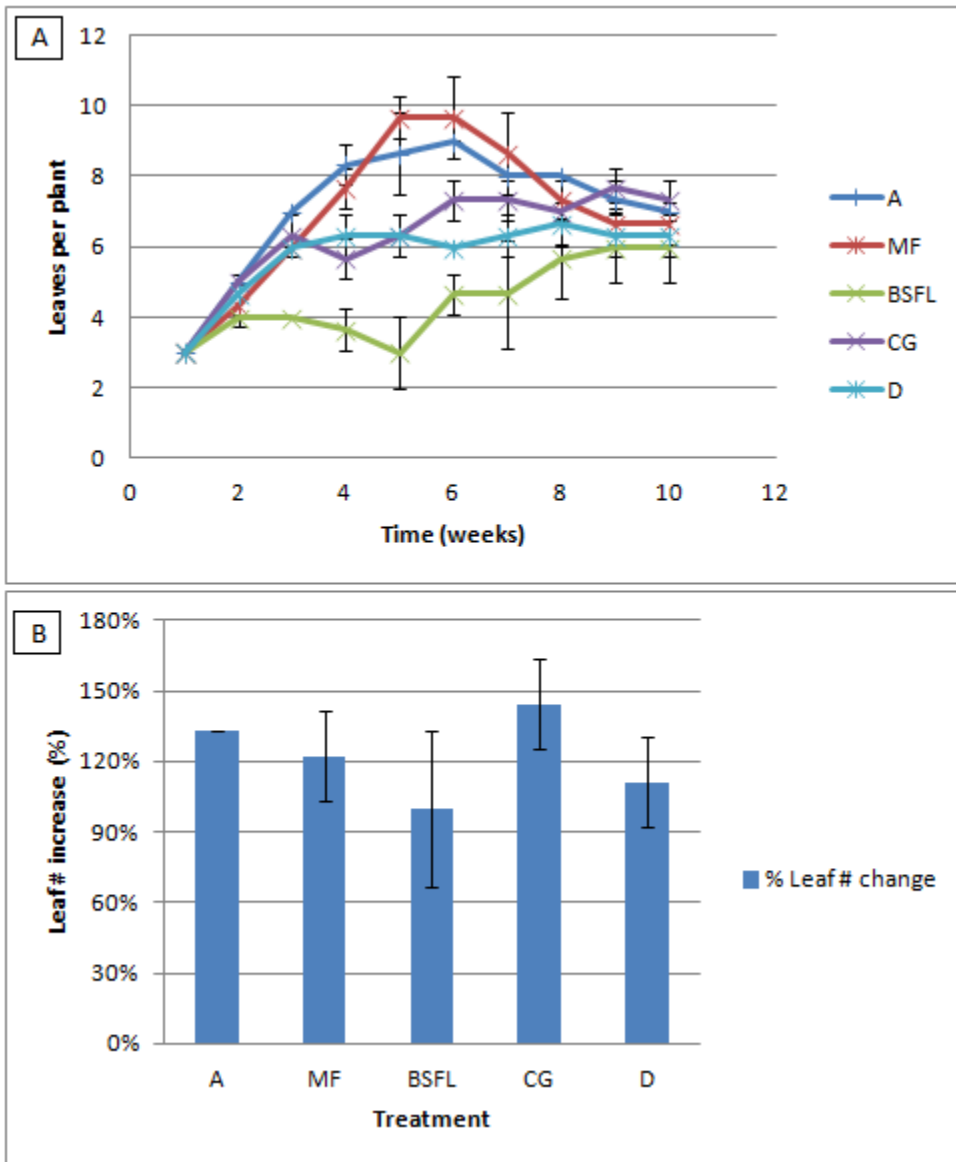 A
12
10
8
6
4
2
0
Leaves per plant
0 2 4 6 8 10 12
Time (weeks)
A
MF
BSFL
CG
D
B
180%
150%
120%
90%
60%
30%
0%
Leaf # increase (%)
A MF BSFL CG D
Treatment
% Leaf # change